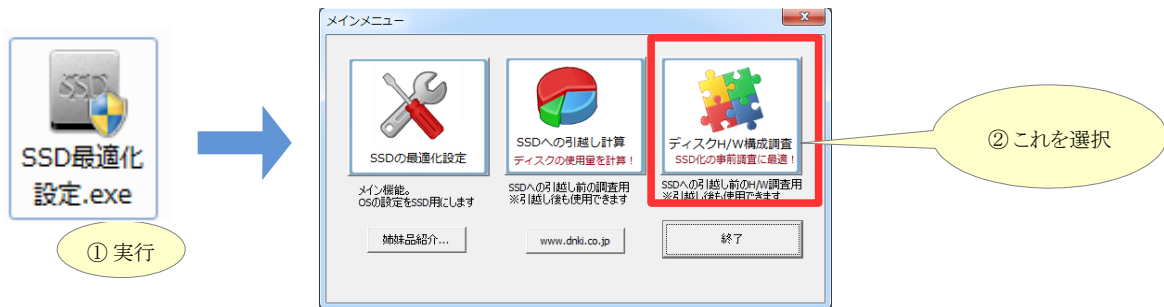 SSD
SSD最適化
設定.exe
① 実行
メインメニュー
SSDの最適化設定
メイン機能。
OSの設定をSSD用にします
姉妹品紹介...
SSDへの引越し計算
ディスクの使用量を計算！
SSDへの引越し前の調査用
※引越し後も使用できます
www.dnki.co.jp
ディスクH/W構成調査
SSD化の事前調査に最適！
SSDへの引越し前のH/W調査用
※引越し後も使用できます
終了
② これを選択